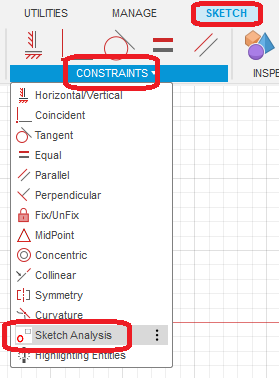 UTILITIES MANAGE SKETCH
CONSTRAINTS INSPE
Horizontal/Vertical
Coincident
Tangent
Equal
Parallel
Perpendicular
Fix/UnFix
MidPoint
Concentric
Collinear
Symmetry
Curvature
Sketch Analysis
Highlighting Entities